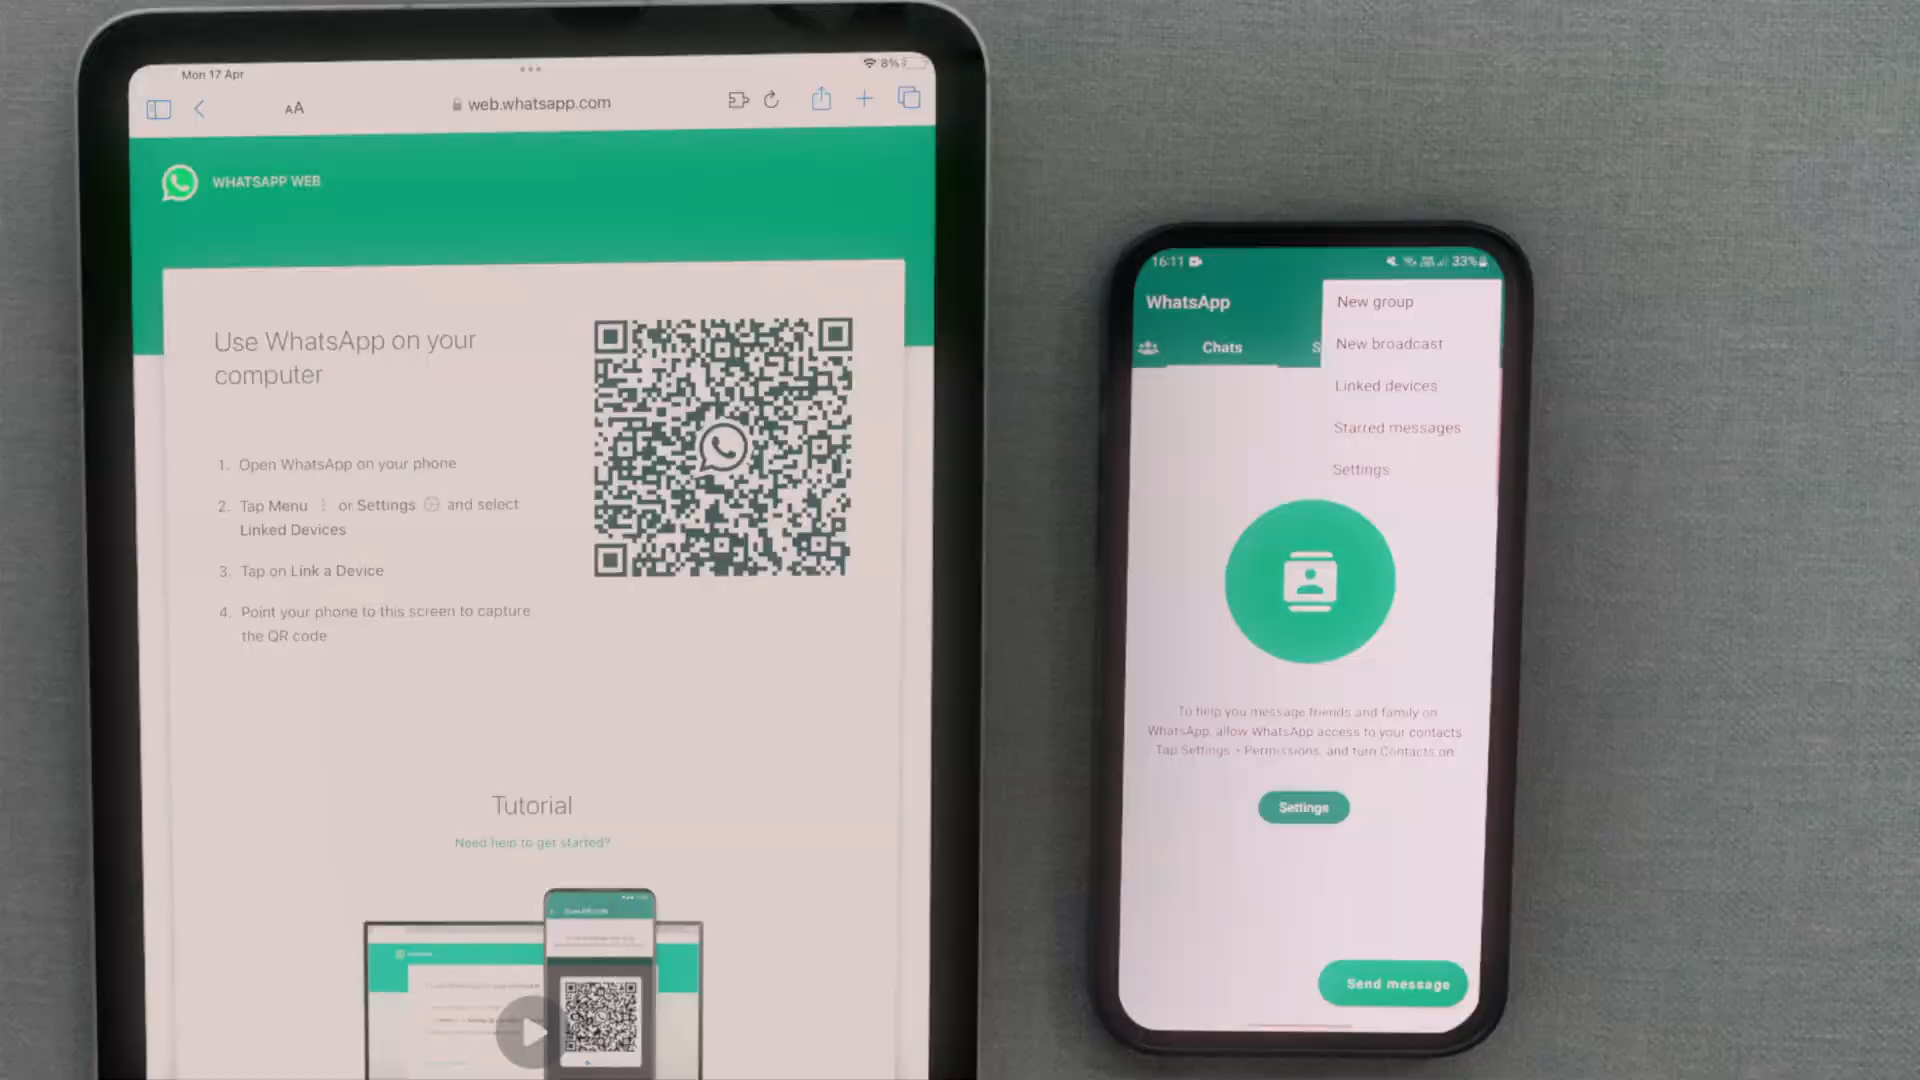 Mon 17 Apr
8%
AA
web.whatsapp.com
WHATSAPP WEB
Use WhatsApp on your
computer
1. Open WhatsApp on your phone
2. Tap Menu or Settings and select
Linked Devices
3. Tap on Link a Device
4. Point your phone to this screen to capture
the QR code
Tutorial
Need help to get started?
16:11
33%
WhatsApp
Chats
S
New group
New broadcast
Linked devices
Starred messages
Settings
To help you message friends and family on
WhatsApp, allow WhatsApp access to your contacts
Tap Settings > Permissions, and turn Contacts on
Settings
Send message